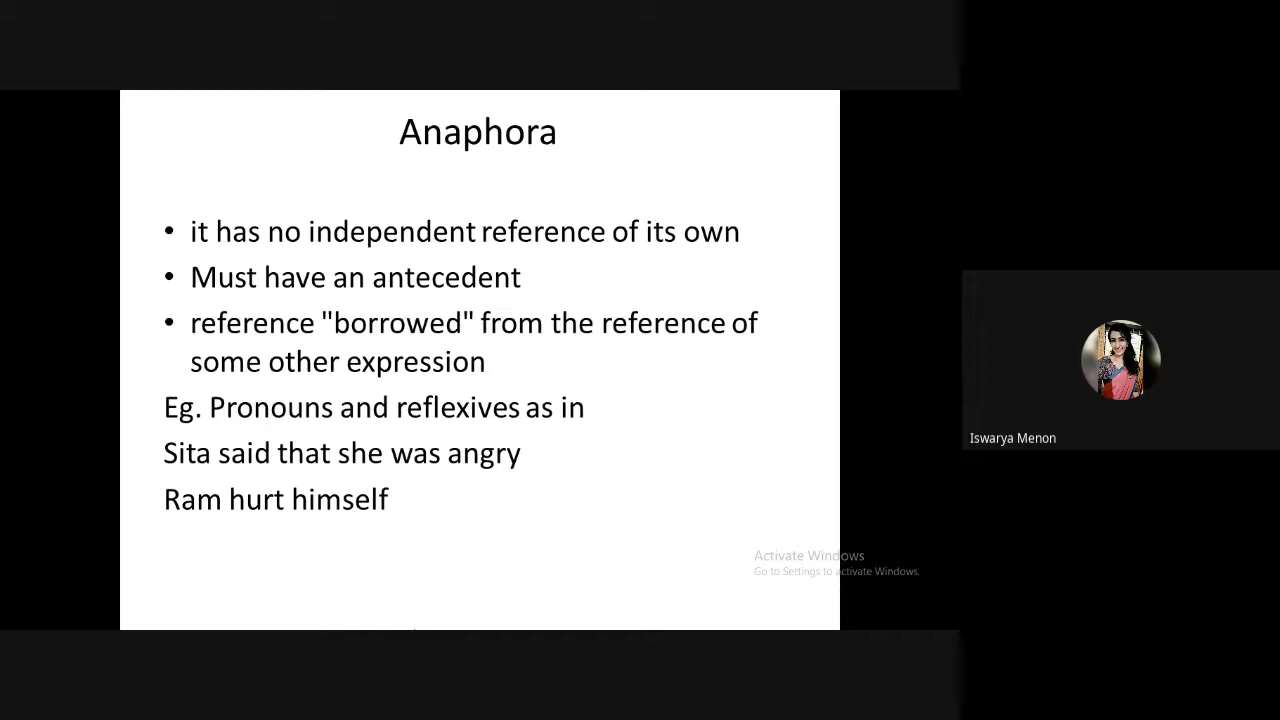 Anaphora
• it has no independent reference of its own
• Must have an antecedent
• reference "borrowed" from the reference of
some other expression
Eg. Pronouns and reflexives as in
Sita said that she was angry
Ram hurt himself
Activate Windows
Go to Settings to activate Windows.
Iswarya Menon